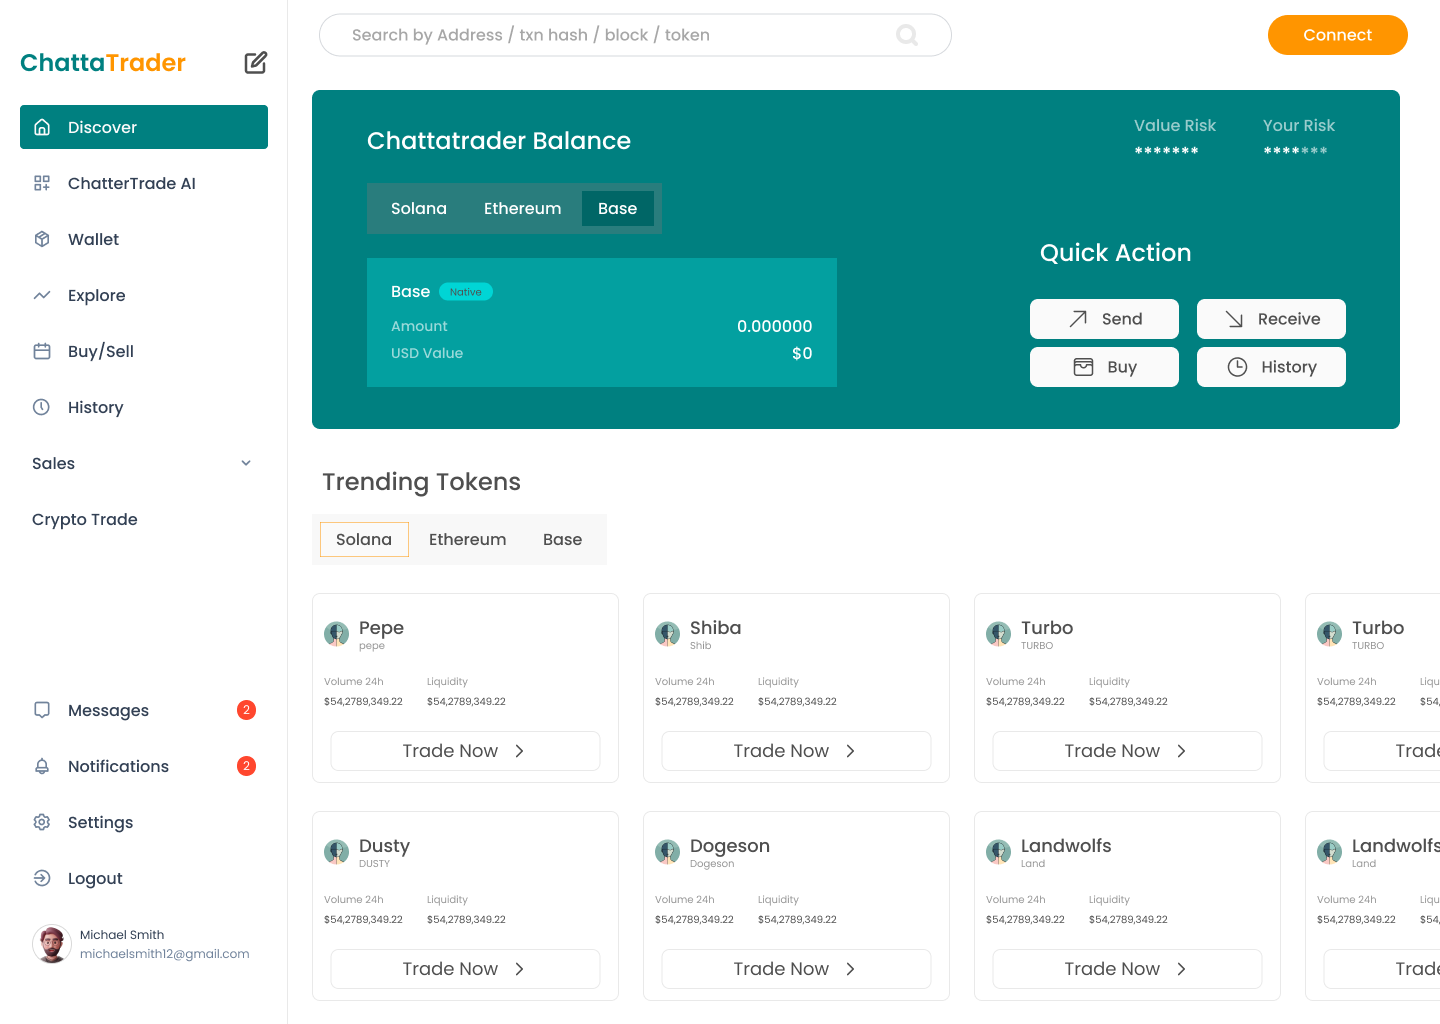 ChattaTrader
Discover
ChatterTrade AI
Wallet
Explore
Buy/Sell
History
Sales
Crypto Trade
Messages 2
Notifications 2
Settings
Logout
Michael Smith
michaelsmith12@gmail.com
Search by Address / txn hash / block / token
Connect
Chattatrader Balance
Value Risk Your Risk
******* *******
Solana Ethereum Base
Base Native
Amount 0.000000
USD Value $0
Quick Action
Send Receive
Buy History
Trending Tokens
Solana Ethereum Base
Pepe Shiba Turbo Turbo
pepe Shib TURBO TURBO
Volume 24h Liquidity Volume 24h Liquidity Volume 24h Liquidity Volume 24h Liqu
$54,2789,349.22 $54,2789,349.22 $54,2789,349.22 $54,2789,349.22 $54,2789,349.22 $54,2789,349.22 $54,2789,349.22 $54,
Trade Now Trade Now Trade Now Trade
Dusty Dogeson Landwolfs Landwolfs
DUSTY Dogeson Land Land
Volume 24h Liquidity Volume 24h Liquidity Volume 24h Liquidity Volume 24h Liqu
$54,2789,349.22 $54,2789,349.22 $54,2789,349.22 $54,2789,349.22 $54,2789,349.22 $54,2789,349.22 $54,2789,349.22 $54,
Trade Now Trade Now Trade Now Trade